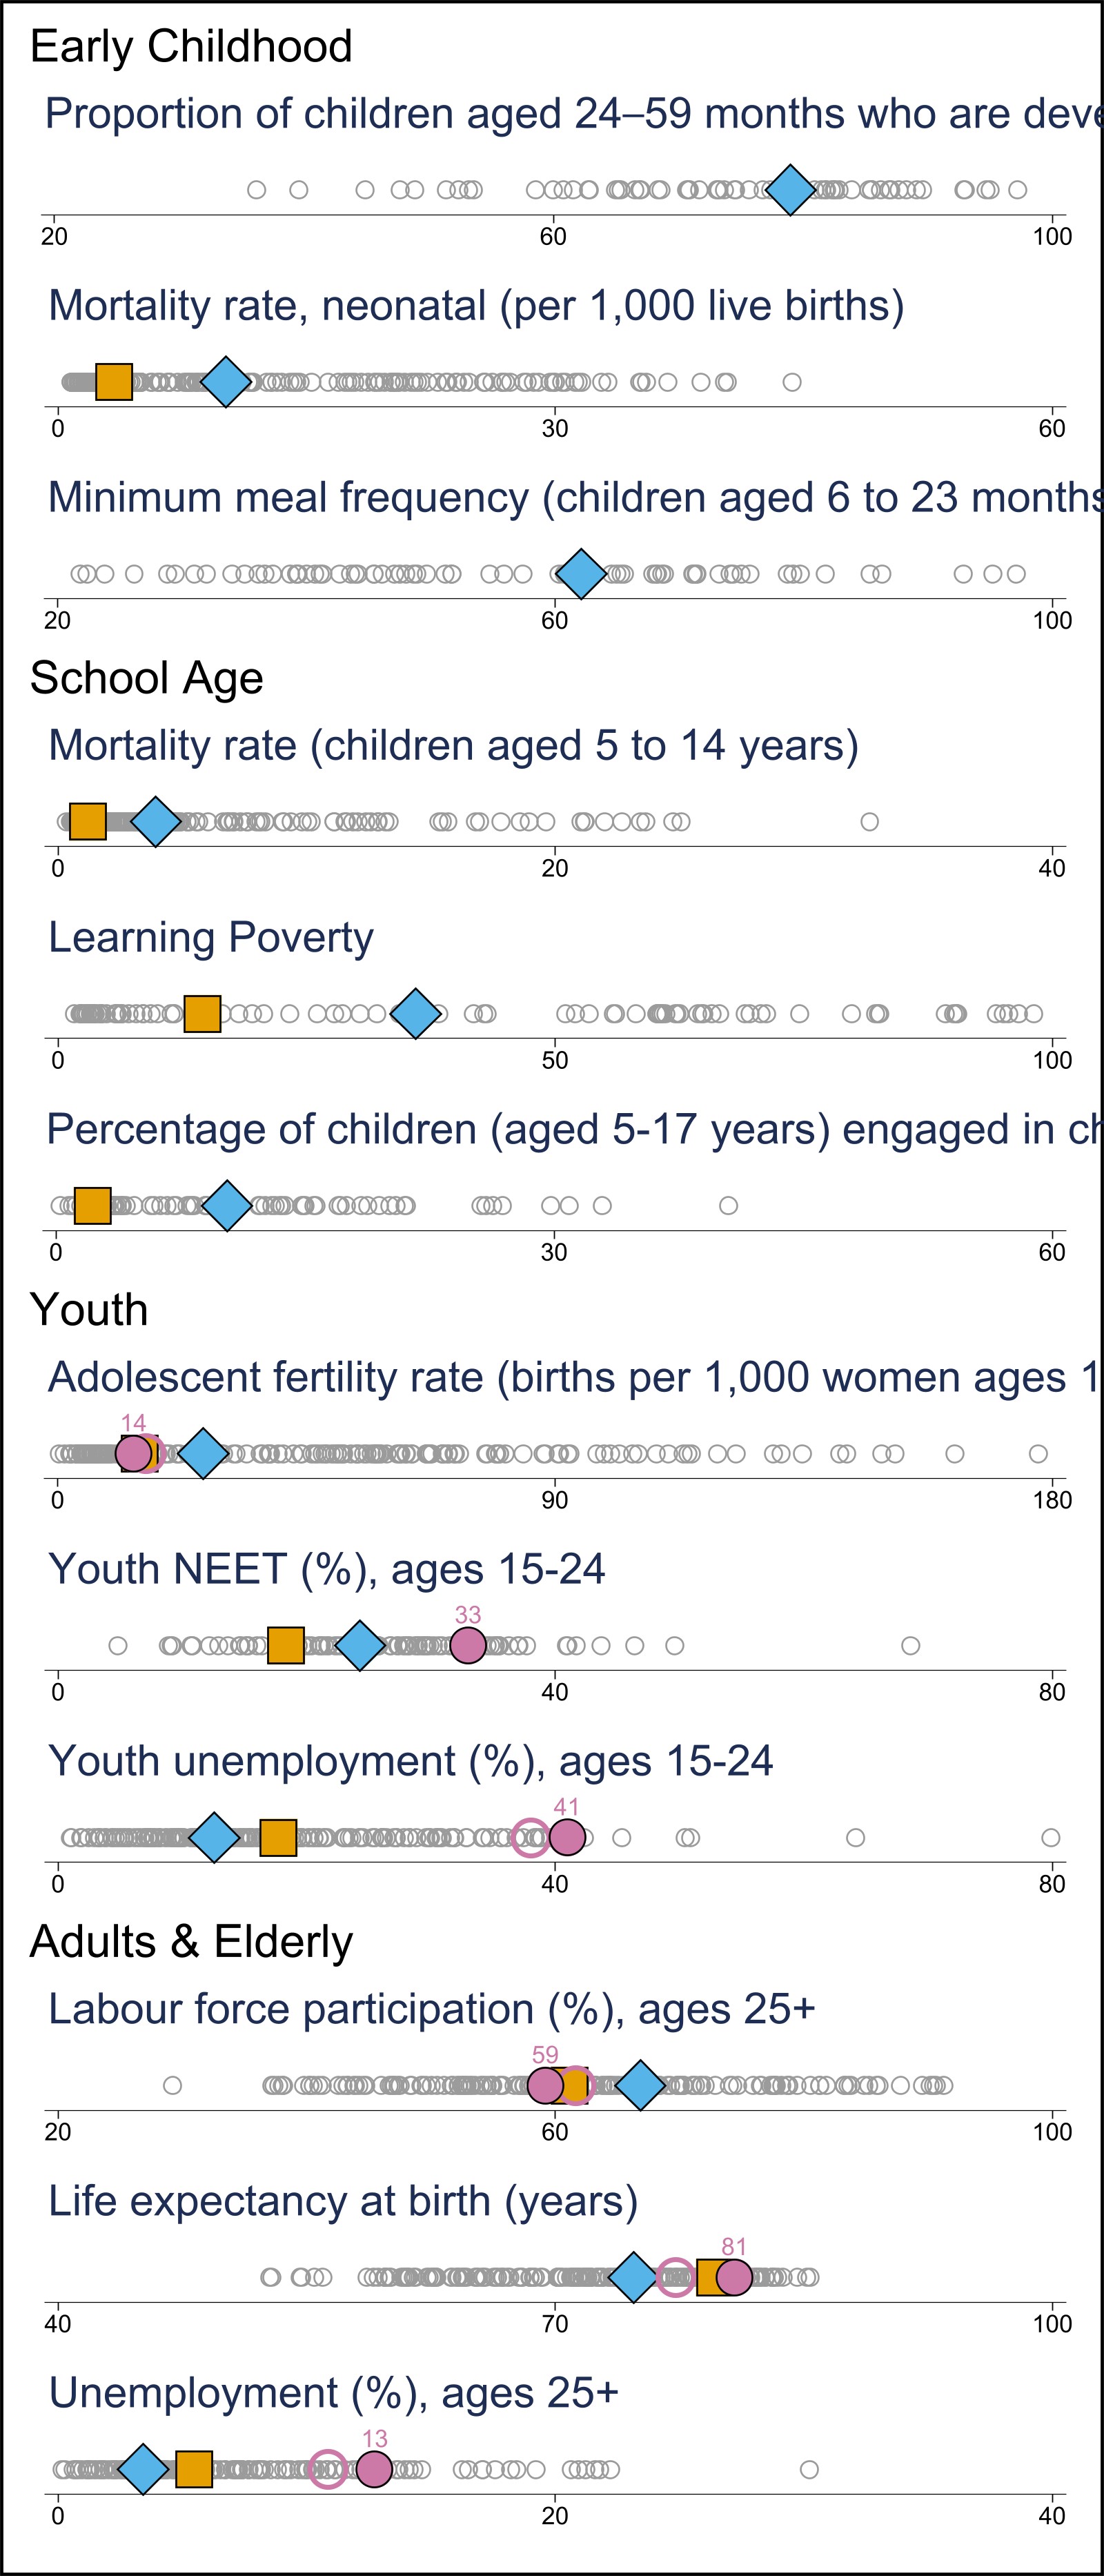 Early Childhood
Proportion of children aged 24–59 months who are deve
20 60 100
Mortality rate, neonatal (per 1,000 live births)
0 30 60
Minimum meal frequency (children aged 6 to 23 months
20 60 100
School Age
Mortality rate (children aged 5 to 14 years)
0 20 40
Learning Poverty
0 50 100
Percentage of children (aged 5-17 years) engaged in ch
0 30 60
Youth
Adolescent fertility rate (births per 1,000 women ages 1
14
0 90 180
Youth NEET (%), ages 15-24
33
0 40 80
Youth unemployment (%), ages 15-24
41
0 40 80
Adults & Elderly
Labour force participation (%), ages 25+
59
20 60 100
Life expectancy at birth (years)
81
40 70 100
Unemployment (%), ages 25+
13
0 20 40